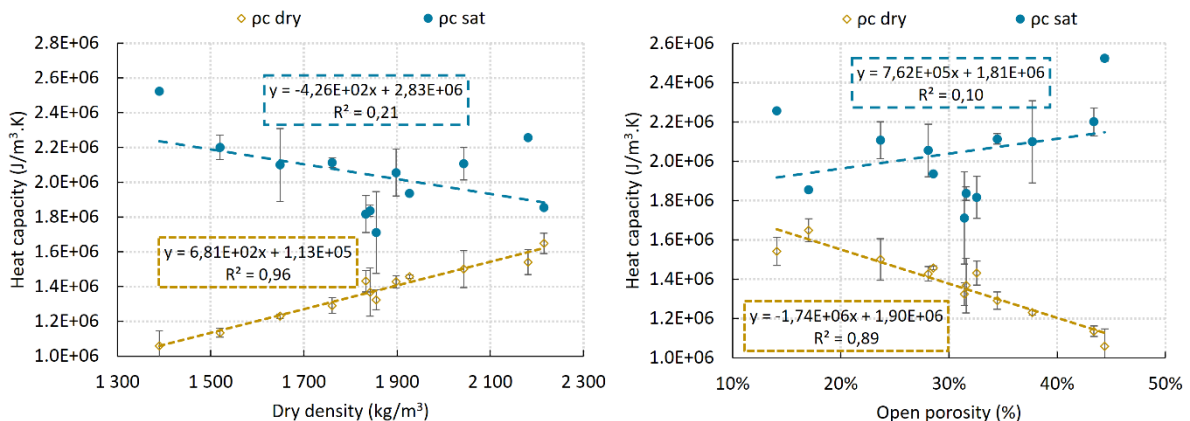 ρc dry
ρc sat
Heat capacity (J/m³.K)
2.8E+06
2.6E+06
2.4E+06
2.2E+06
2.0E+06
1.8E+06
1.6E+06
1.4E+06
1.2E+06
1.0E+06
y = -4,26E+02x + 2,83E+06
R² = 0,21
y = 6,81E+02x + 1,13E+05
R² = 0,96
1 300
1 500
1 700
1 900
2 100
2 300
Dry density (kg/m³)
ρc dry
ρc sat
Heat capacity (J/m³.K)
2.6E+06
2.4E+06
2.2E+06
2.0E+06
1.8E+06
1.6E+06
1.4E+06
1.2E+06
1.0E+06
y = 7,62E+05x + 1,81E+06
R² = 0,10
y = -1,74E+06x + 1,90E+06
R² = 0,89
10%
20%
30%
40%
50%
Open porosity (%)